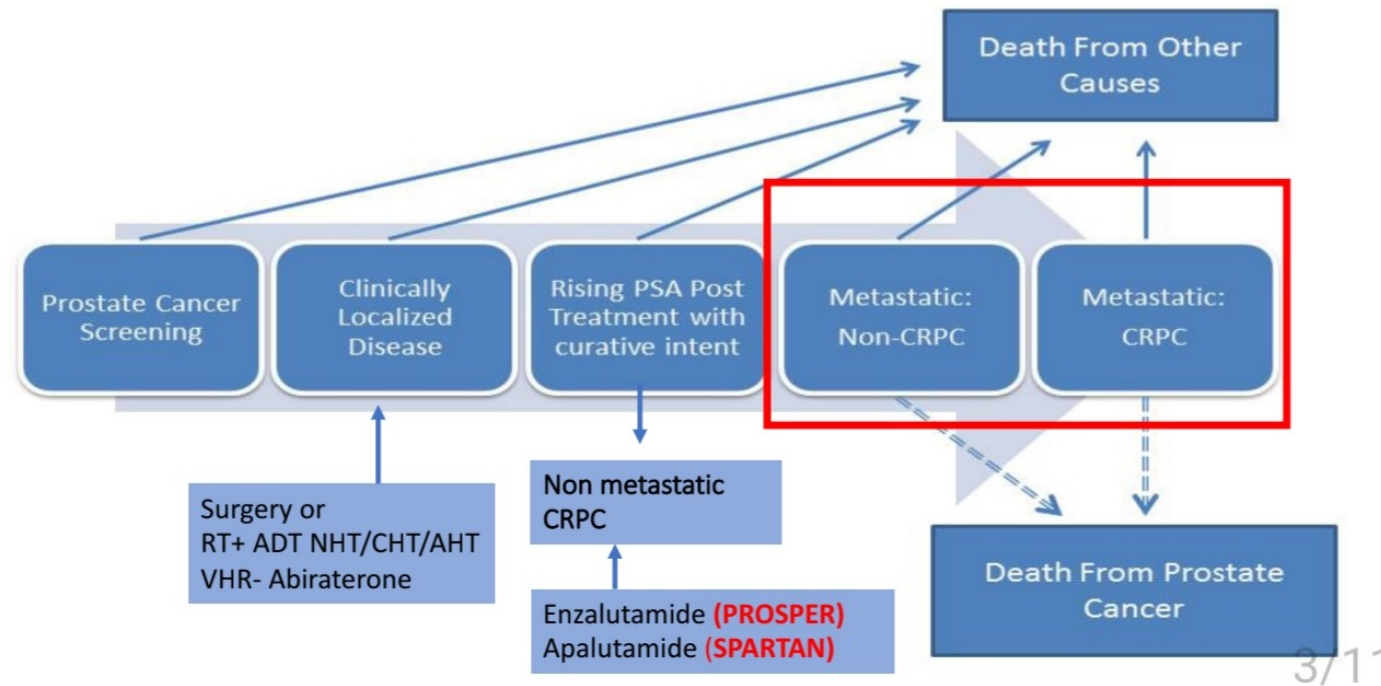 Death From Other
Causes
Prostate Cancer
Screening
Clinically
Localized
Disease
Rising PSA Post
Treatment with
curative intent
Metastatic:
Non-CRPC
Metastatic:
CRPC
Surgery or
RT+ ADT NHT/CHT/AHT
VHR- Abiraterone
Non metastatic
CRPC
Enzalutamide (PROSPER)
Apalutamide (SPARTAN)
Death From Prostate
Cancer
3/11